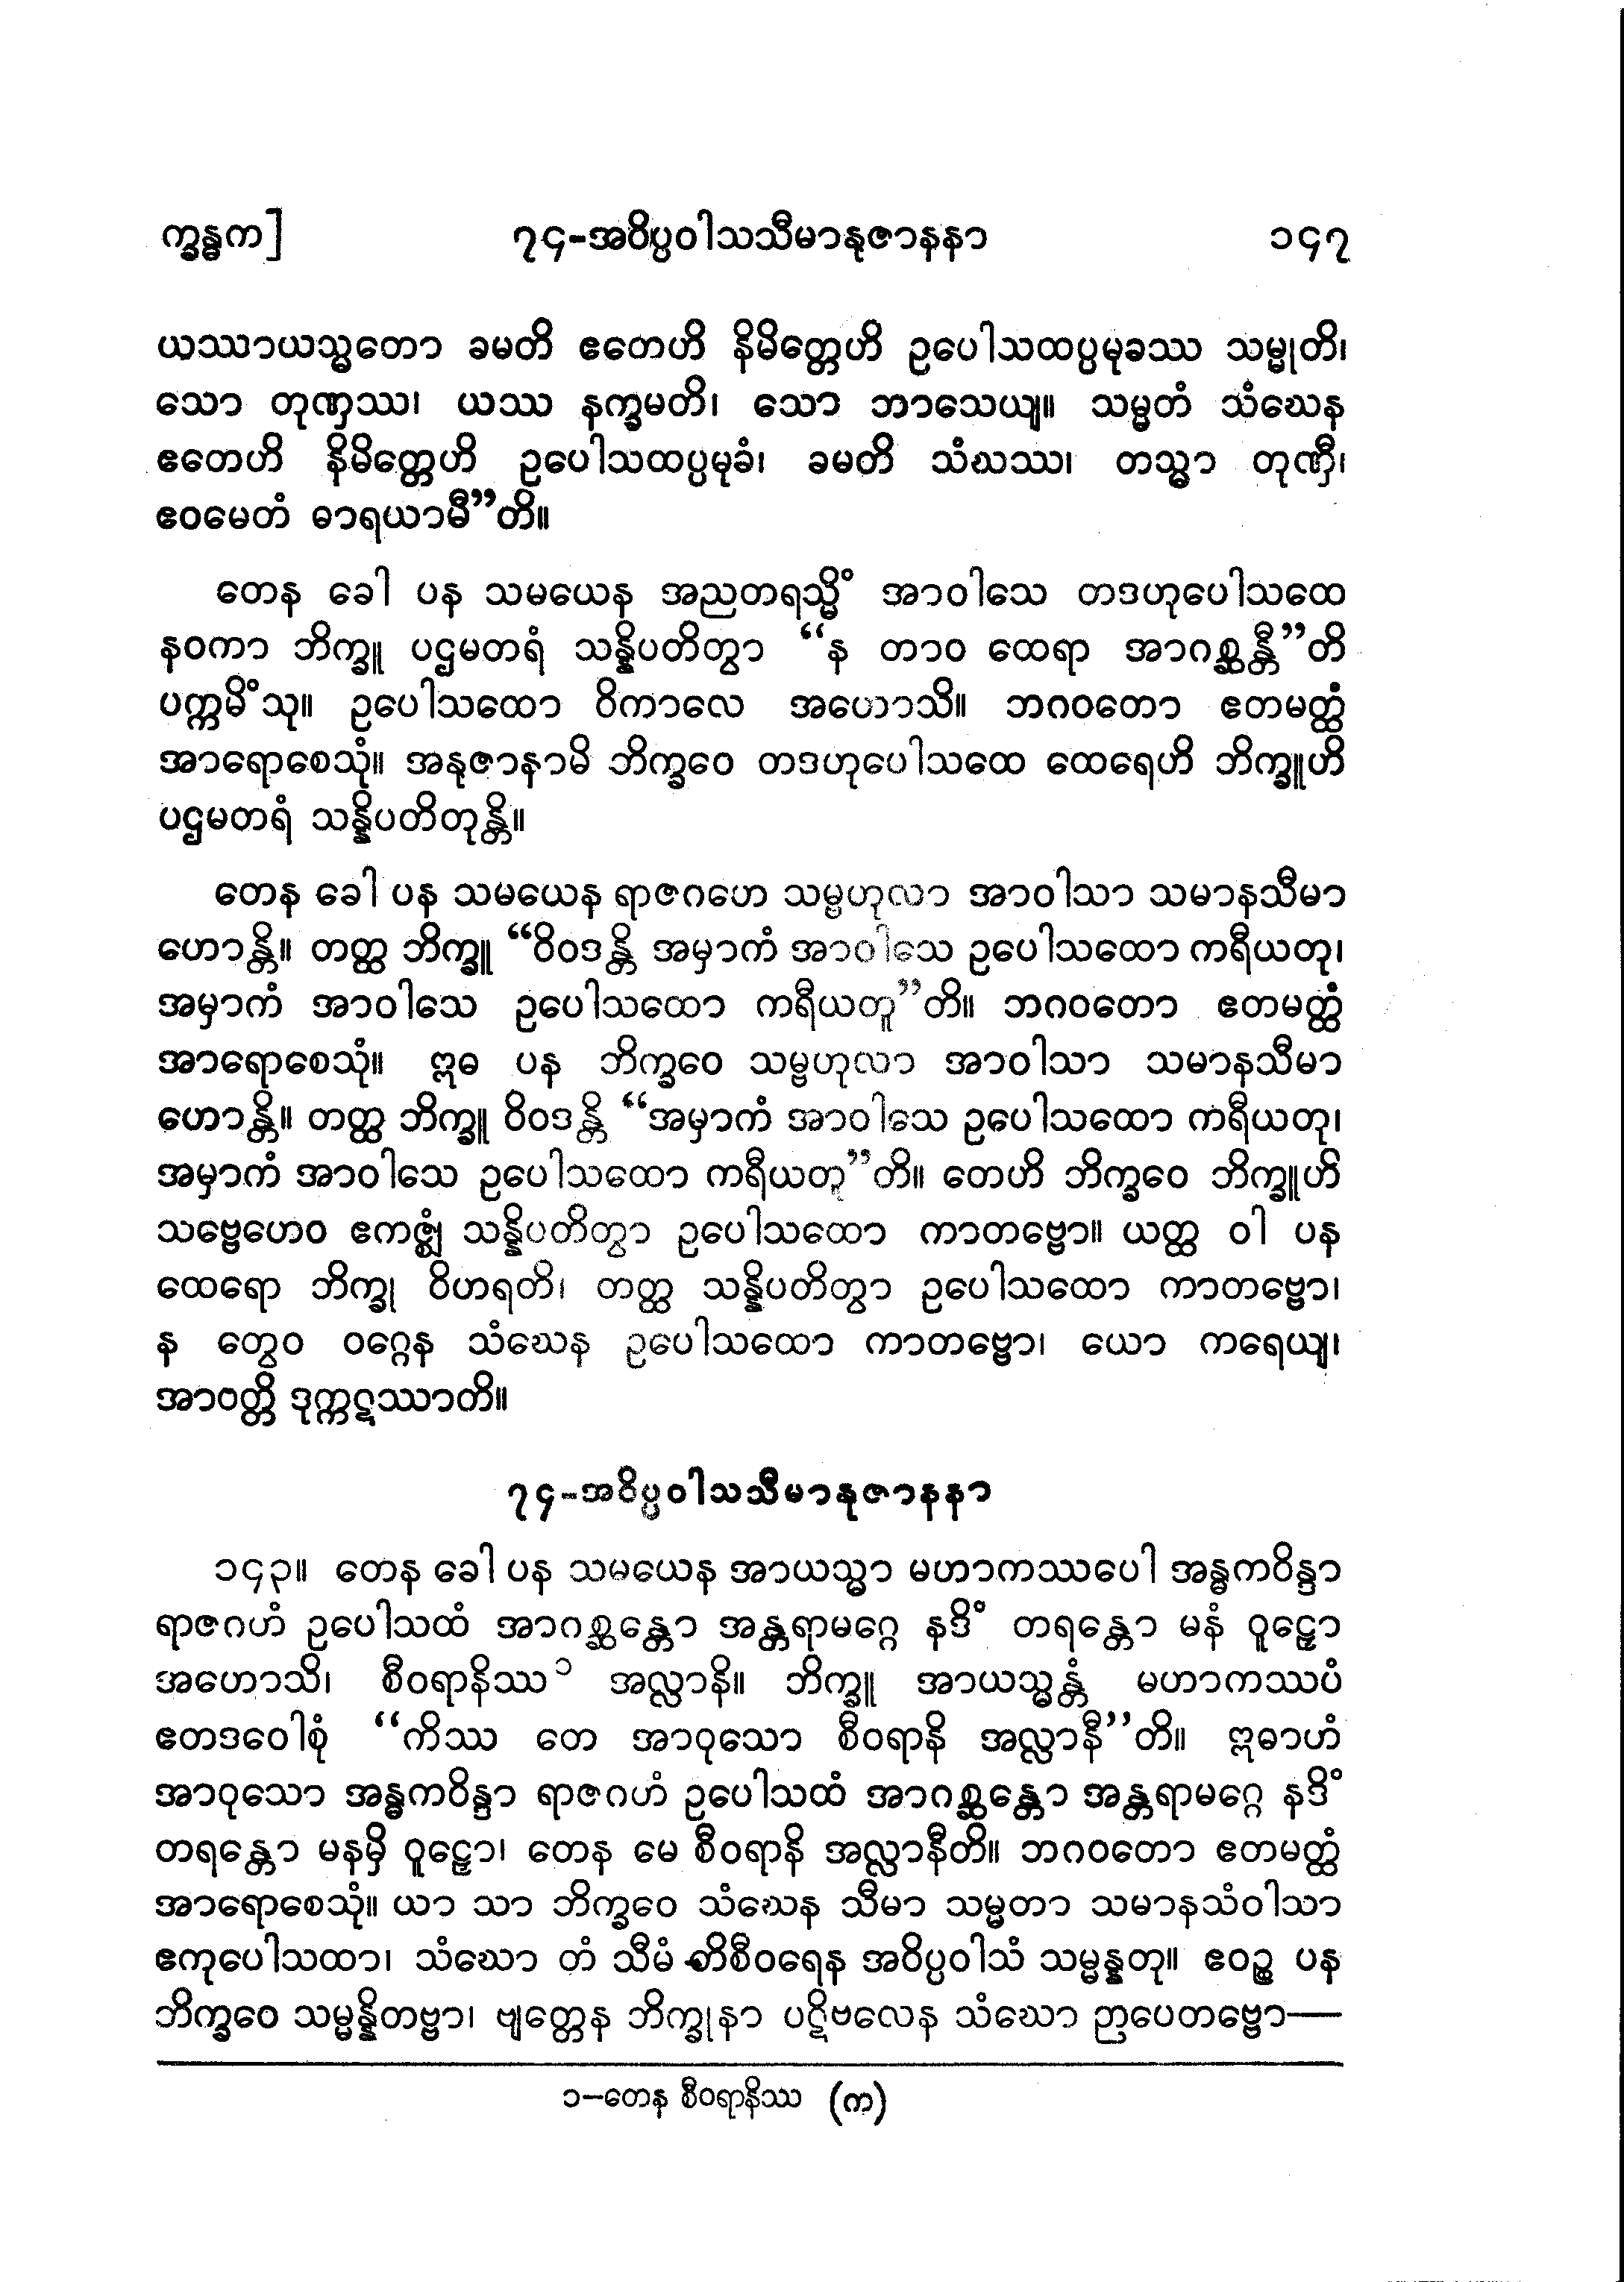 က္ခန္ဓက] ၇၄-အဝိပ္ပဝါသသီမာနုဇာနနာ ၁၄၇
ယဿာယသ္မတော ခမတိ ဧတေဟိ နိမိတ္တေဟိ ဥပေါသထပ္ပမုခဿ သမ္မုတိ၊
သော တုဏှဿ၊ ယဿ နက္ခမတိ၊ သော ဘာသေယျ။ သမ္မတံ သံဃေန
ဧတေဟိ နိမိတ္တေဟိ ဥပေါသထပ္ပမုခံ၊ ခမတိ သံဃဿ၊ တသ္မာ တုဏှီ၊
ဧဝမေတံ ဓာရယာမီ”တိ။
တေန ခေါ ပန သမယေန အညတရသ္မိံ အာဝါသေ တဒဟုပေါသထေ
နဝကာ ဘိက္ခူ ပဌမတရံ သန္နိပတိတွာ “န တာဝ ထေရာ အာဂစ္ဆန္တီ”တိ
ပက္ကမိံသု။ ဥပေါသထော ဝိကာလေ အဟောသိ။ ဘဂဝတော ဧတမတ္ထံ
အာရောစေသုံ။ အနုဇာနာမိ ဘိက္ခဝေ တဒဟုပေါသထေ ထေရေဟိ ဘိက္ခူဟိ
ပဌမတရံ သန္နိပတိတုန္တိ။
တေန ခေါ ပန သမယေန ရာဇဂဟေ သမ္ဗဟုလာ အာဝါသာ သမာနသီမာ
ဟောန္တိ။ တတ္ထ ဘိက္ခူ “ဝိဝဒန္တိ အမှာကံ အာဝါသေ ဥပေါသထော ကရီယတု၊
အမှာကံ အာဝါသေ ဥပေါသထော ကရီယတူ”တိ။ ဘဂဝတော ဧတမတ္ထံ
အာရောစေသုံ။ ဣဓ ပန ဘိက္ခဝေ သမ္ဗဟုလာ အာဝါသာ သမာနသီမာ
ဟောန္တိ။ တတ္ထ ဘိက္ခူ ဝိဝဒန္တိ “အမှာကံ အာဝါသေ ဥပေါသထော ကရီယတု၊
အမှာကံ အာဝါသေ ဥပေါသထော ကရီယတူ”တိ။ တေဟိ ဘိက္ခဝေ ဘိက္ခူဟိ
သဗ္ဗေဟေဝ ဧကဇ္ဈံ သန္နိပတိတွာ ဥပေါသထော ကာတဗ္ဗော။ ယတ္ထ ဝါ ပန
ထေရော ဘိက္ခု ဝိဟရတိ၊ တတ္ထ သန္နိပတိတွာ ဥပေါသထော ကာတဗ္ဗော၊
န တွေဝ ဝဂ္ဂေန သံဃေန ဥပေါသထော ကာတဗ္ဗော၊ ယော ကရေယျ၊
အာပတ္တိ ဒုက္ကဋဿာတိ။
၇၄-အဝိပ္ပဝါသသီမာနုဇာနနာ
၁၄၃။ တေန ခေါ ပန သမယေန အာယသ္မာ မဟာကဿပေါ အန္ဓကဝိန္ဒာ
ရာဇဂဟံ ဥပေါသထံ အာဂစ္ဆန္တော အန္တရာမဂ္ဂေ နဒိံ တရန္တော မနံ ဝူဠှော
အဟောသိ၊ စီဝရာနိဿ ၁ အလ္လာနိ။ ဘိက္ခူ အာယသ္မန္တံ မဟာကဿပံ
ဧတဒဝေါစုံ “ကိဿ တေ အာဝုသော စီဝရာနိ အလ္လာနီ”တိ။ ဣဓာဟံ
အာဝုသော အန္ဓကဝိန္ဒာ ရာဇဂဟံ ဥပေါသထံ အာဂစ္ဆန္တော အန္တရာမဂ္ဂေ နဒိံ
တရန္တော မနမှိ ဝူဠှော၊ တေန မေ စီဝရာနိ အလ္လာနီတိ။ ဘဂဝတော ဧတမတ္ထံ
အာရောစေသုံ။ ယာ သာ ဘိက္ခဝေ သံဃေန သီမာ သမ္မတာ သမာနသံဝါသာ
ဧကုပေါသထာ၊ သံဃော တံ သီမံ တိစီဝရေန အဝိပ္ပဝါသံ သမ္မန္နတု။ ဧဝဉ္စ ပန
ဘိက္ခဝေ သမ္မန္နိတဗ္ဗာ၊ ဗျတ္တေန ဘိက္ခုနာ ပဋိဗလေန သံဃော ဉာပေတဗ္ဗော—
၁–တေန စီဝရာနိဿ (က)